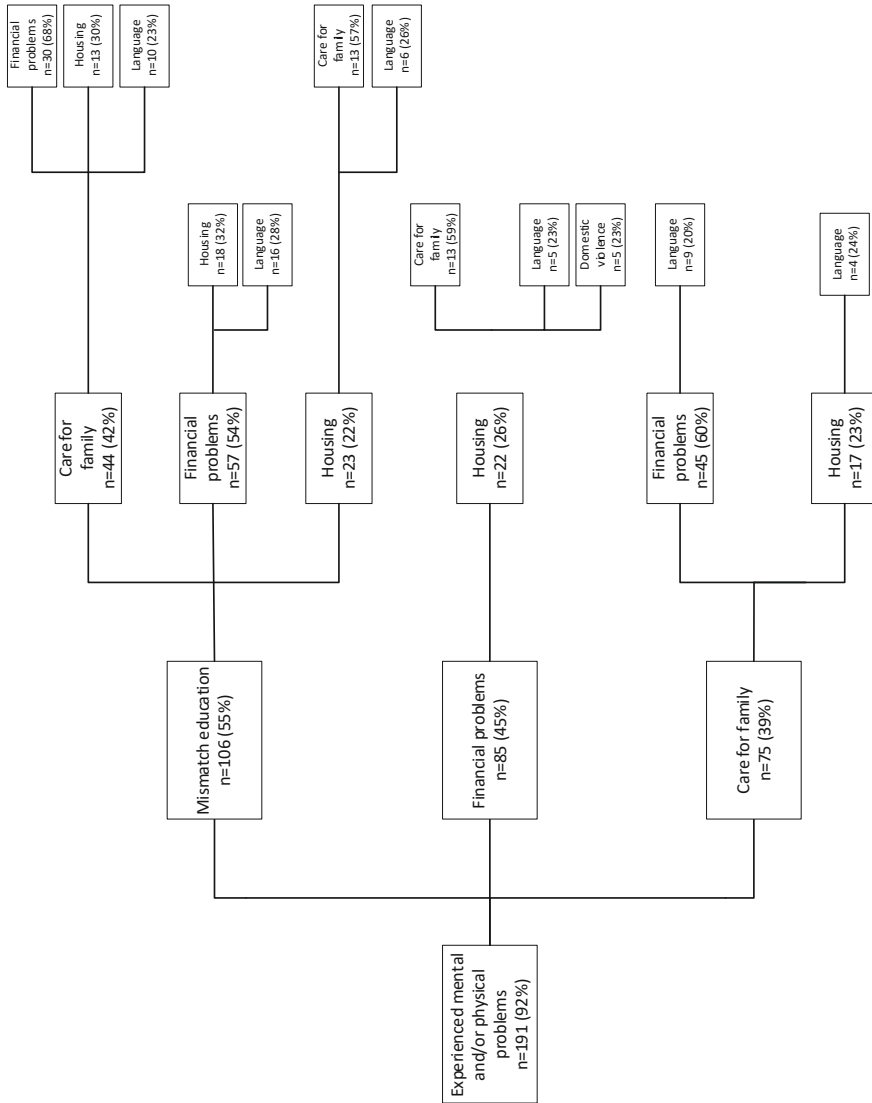 Experienced mental
and/or physical
problems
n=191 (92%)
Mismatch education
n=106 (55%)
Care for
family
n=44 (42%)
Financial
problems
n=30 (68%)
Housing
n=13 (30%)
Language
n=10 (23%)
Financial
problems
n=57 (54%)
Housing
n=18 (32%)
Language
n=16 (28%)
Housing
n=23 (22%)
Care for
family
n=13 (57%)
Language
n=6 (26%)
Financial problems
n=85 (45%)
Housing
n=22 (26%)
Care for
family
n=13 (59%)
Language
n=5 (23%)
Domestic
violence
n=5 (23%)
Care for family
n=75 (39%)
Financial
problems
n=45 (60%)
Language
n=9 (20%)
Housing
n=17 (23%)
Language
n=4 (24%)